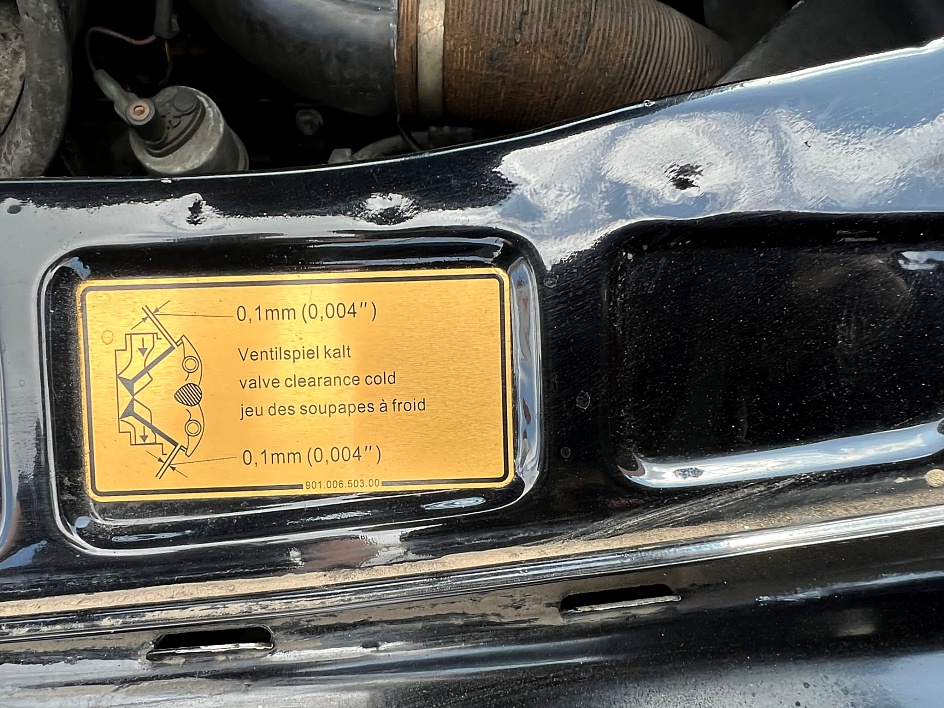 0,1mm (0,004″)
Ventilspiel kalt
valve clearance cold
jeu des soupapes à froid
0,1mm (0,004″)
901.006.503.00